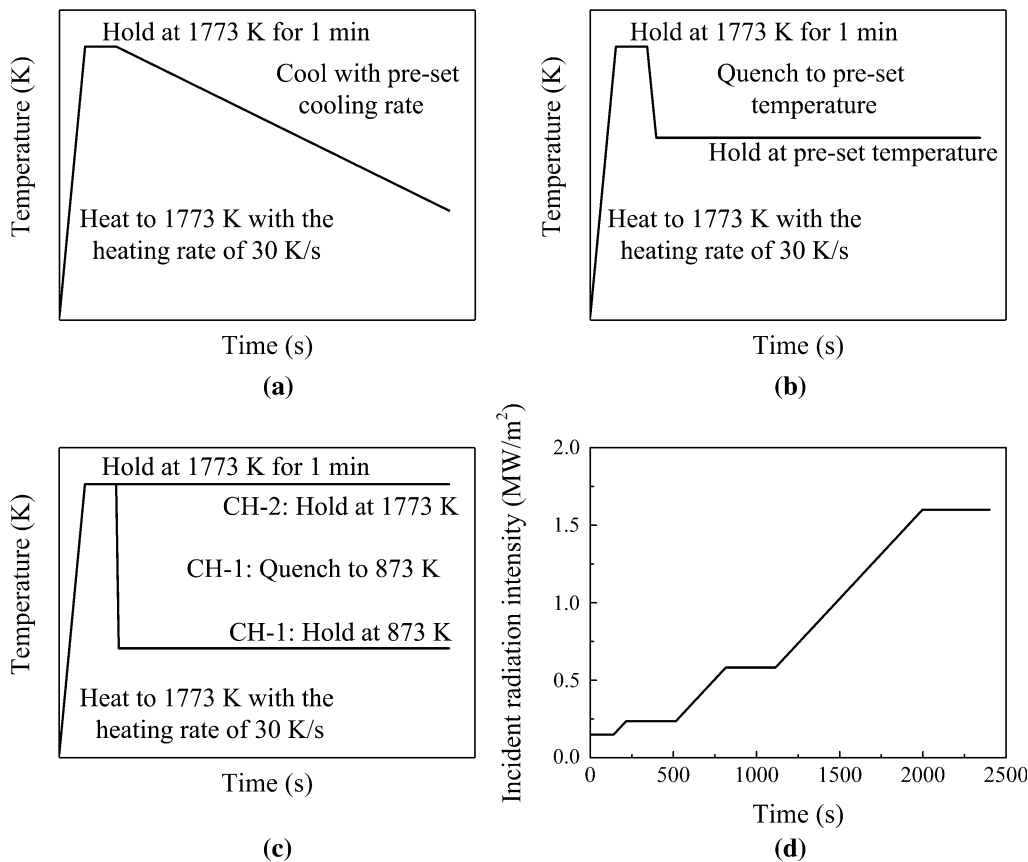 Hold at 1773 K for 1 min
Cool with pre-set
cooling rate
Heat to 1773 K with the
heating rate of 30 K/s
Temperature (K)
Time (s)
(a)
Hold at 1773 K for 1 min
Quench to pre-set
temperature
Hold at pre-set temperature
Heat to 1773 K with the
heating rate of 30 K/s
Temperature (K)
Time (s)
(b)
Hold at 1773 K for 1 min
CH-2: Hold at 1773 K
CH-1: Quench to 873 K
CH-1: Hold at 873 K
Heat to 1773 K with the
heating rate of 30 K/s
Temperature (K)
Time (s)
(c)
Incident radiation intensity (MW/m²)
2.0
1.5
1.0
0.5
0.0
0 500 1000 1500 2000 2500
Time (s)
(d)